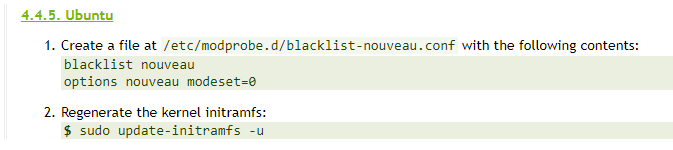 4.4.5. Ubuntu
1. Create a file at /etc/modprobe.d/blacklist-nouveau.conf with the following contents:
blacklist nouveau
options nouveau modeset=0
2. Regenerate the kernel initramfs:
$ sudo update-initramfs -u